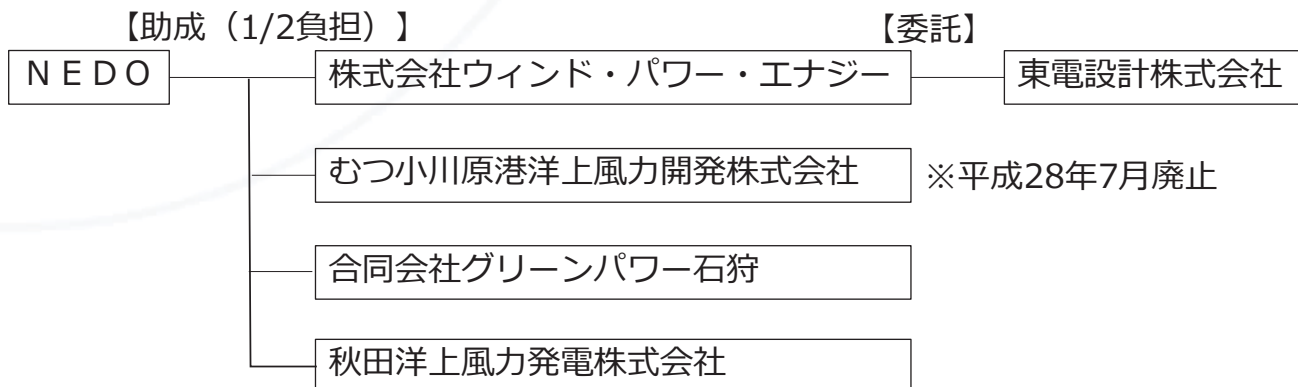 【助成（1/2負担）】 【委託】
ＮＥＤＯ 株式会社ウィンド・パワー・エナジー 東電設計株式会社
むつ小川原港洋上風力開発株式会社 ※平成28年7月廃止
合同会社グリーンパワー石狩
秋田洋上風力発電株式会社